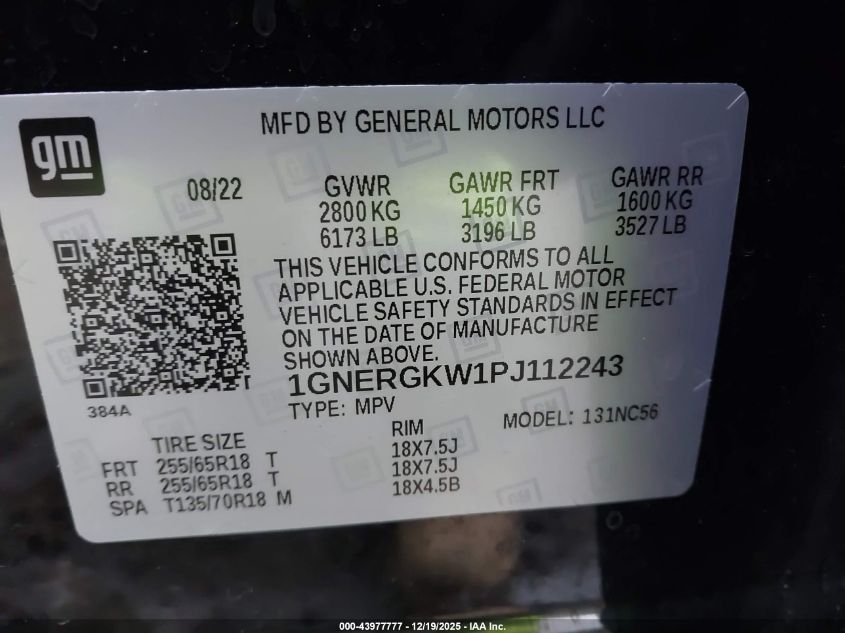 gm
MFD BY GENERAL MOTORS LLC
08/22
GVWR GAWR FRT GAWR RR
2800 KG 1450 KG 1600 KG
6173 LB 3196 LB 3527 LB
THIS VEHICLE CONFORMS TO ALL
APPLICABLE U.S. FEDERAL MOTOR
VEHICLE SAFETY STANDARDS IN EFFECT
ON THE DATE OF MANUFACTURE
SHOWN ABOVE.
1GNERGKW1PJ112243
384A
TYPE: MPV MODEL: 131NC56
TIRE SIZE RIM
FRT 255/65R18 T 18X7.5J
RR 255/65R18 T 18X7.5J
SPA T135/70R18 M 18X4.5B
000-43977777 - 12/19/2025 - IAA Inc.